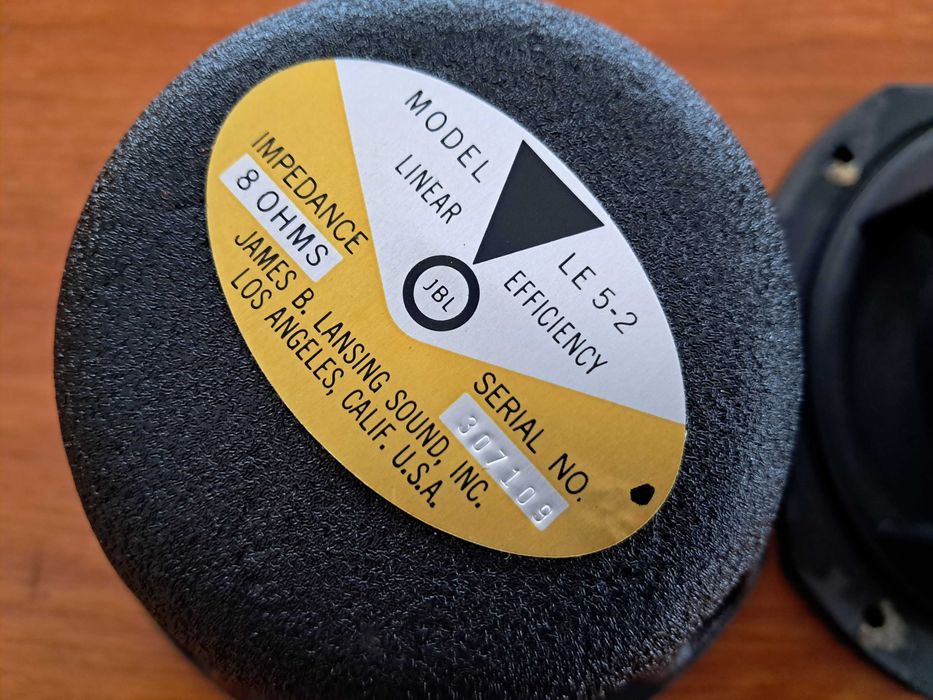 MODEL LE 5-2
LINEAR EFFICIENCY
JBL
IMPEDANCE
8 OHMS
SERIAL NO.
307109
JAMES B. LANSING SOUND, INC.
LOS ANGELES, CALIF. U.S.A.